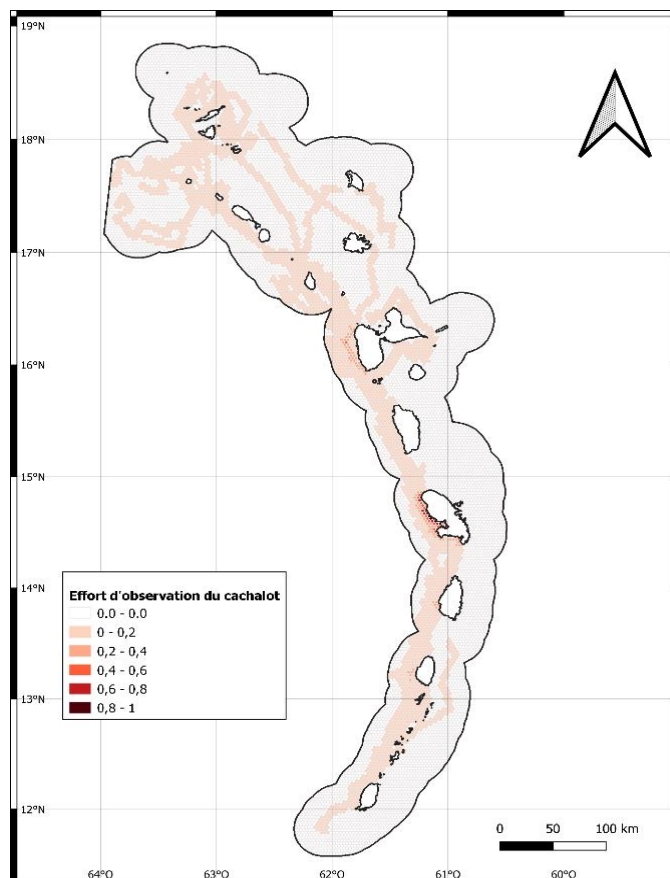 19°N
18°N
17°N
16°N
15°N
14°N
13°N
12°N
Effort d'observation du cachalot
0.0 - 0.0
0 - 0,2
0,2 - 0,4
0,4 - 0,6
0,6 - 0,8
0,8 - 1
0 50 100 km
64°O 63°O 62°O 61°O 60°O